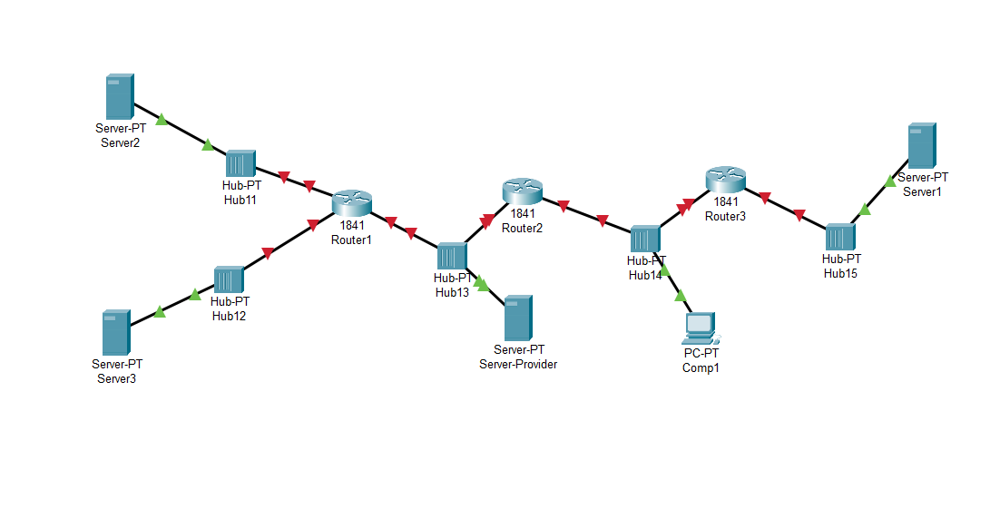 Server-PT
Server2
Hub-PT
Hub11
1841
Router1
Hub-PT
Hub12
Server-PT
Server3
Hub-PT
Hub13
1841
Router2
Server-PT
Server-Provider
Hub-PT
Hub14
PC-PT
Comp1
1841
Router3
Hub-PT
Hub15
Server-PT
Server1